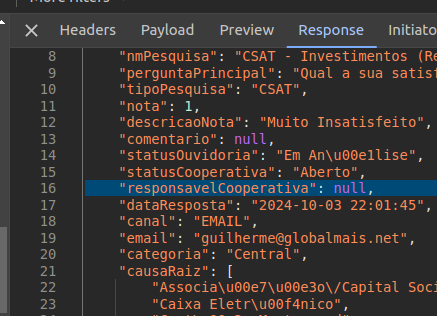 More filters
Headers Payload Preview Response Initiato
8 "nmPesquisa": "CSAT - Investimentos (Re
9 "perguntaPrincipal": "Qual a sua satisf
10 "tipoPesquisa": "CSAT",
11 "nota": 1,
12 "descricaoNota": "Muito Insatisfeito",
13 "comentario": null,
14 "statusOuvidoria": "Em An\u00e1lise",
15 "statusCooperativa": "Aberto",
16 "responsavelCooperativa": null,
17 "dataResposta": "2024-10-03 22:01:45",
18 "canal": "EMAIL",
19 "email": "guilherme@globalmais.net",
20 "categoria": "Central",
21 "causaRaiz": [
22 "Associa\u00e7\u00e3o\/Capital Soci
23 "Caixa Eletr\u00f4nico",